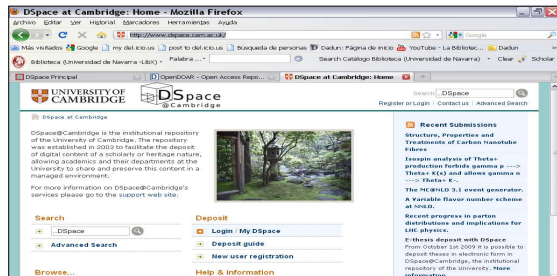 DSpace at Cambridge: Home - Mozilla Firefox
Archivo Editar Ver Historial Marcadores Herramientas Ayuda
http://www.dspace.cam.ac.uk/
Google
Más visitados Google my del.icio.us post to del.icio.us Búsqueda de personas Dadun: Página de inicio YouTube - La Bibliotec... Dadun
Biblioteca (Universidad de Navarra -LibX) Palabra ... Search Catálogo Biblioteca (Universidad de Navarra) Clear Scholar
DSpace Principal OpenDOAR - Open Access Repo... DSpace at Cambridge: Home
UNIVERSITY OF
CAMBRIDGE
DSpace
@Cambridge
Search
Register or Login | Contact us | Advanced Search
DSpace at Cambridge
DSpace@Cambridge is the institutional repository
of the University of Cambridge. The repository
was established in 2003 to facilitate the deposit
of digital content of a scholarly or heritage nature,
allowing academics and their departments at the
University to share and preserve this content in a
managed environment.
For more information on DSpace@Cambridge's
services please go to the support web site.
Search
DSpace
Advanced Search
Browse...
Deposit
Login / My DSpace
Deposit guide
New user registration
Help & information
Recent Submissions
Structure, Properties and
Treatments of Carbon Nanotube
Fibres
Isospin analysis of Theta+
production forbids gamma p --->
Theta+ K(s) and allows gamma n
---> Theta+ K-.
The MC@NLO 3.1 event generator.
A Variable flavor number scheme
at NNLO.
Recent progress in parton
distributions and implications for
LHC physics.
E-thesis deposit with DSpace
From October 1st 2009 it is possible to
deposit theses in electronic form in
DSpace@Cambridge, the institutional
repository of the University. More
information